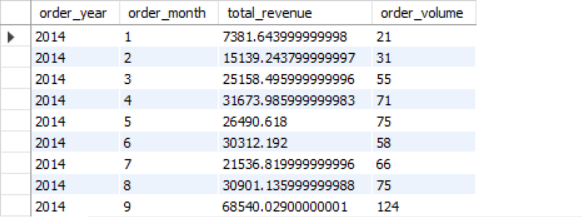 order_year order_month total_revenue order_volume
2014 1 7381.643999999998 21
2014 2 15139.243799999997 31
2014 3 25158.495999999996 55
2014 4 31673.985999999983 71
2014 5 26490.618 75
2014 6 30312.192 58
2014 7 21536.819999999996 66
2014 8 30901.135999999988 75
2014 9 68540.02900000001 124